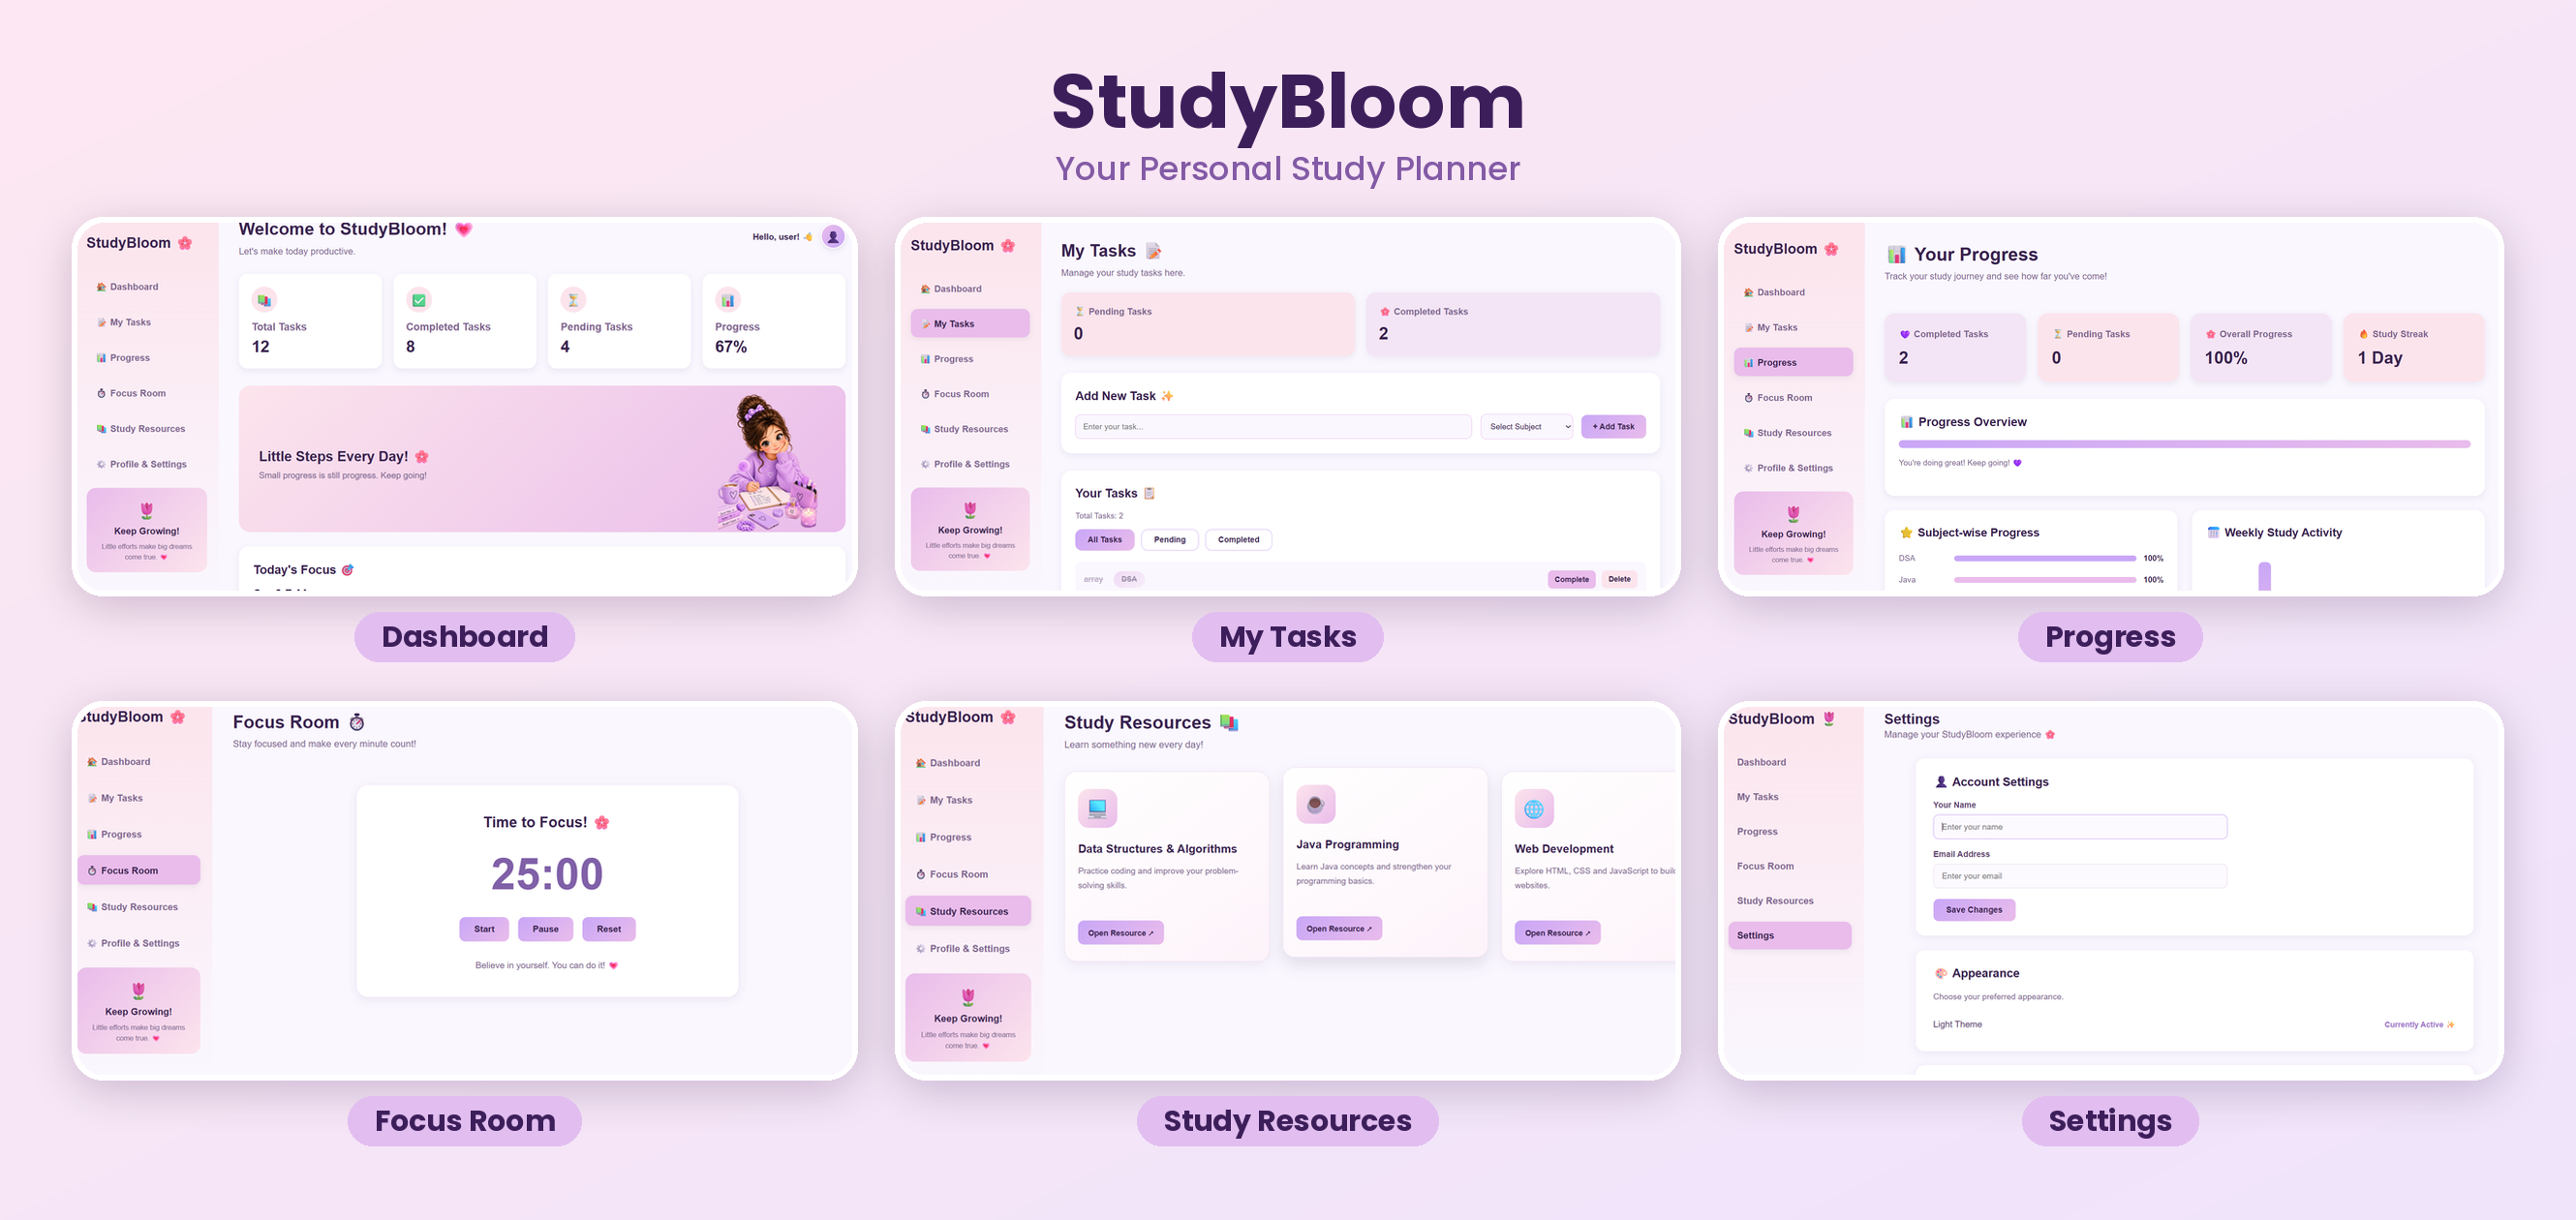 StudyBloom
Your Personal Study Planner
StudyBloom
Dashboard
My Tasks
Progress
Focus Room
Study Resources
Profile & Settings
Keep Growing!
Little efforts make big dreams
come true.
Welcome to StudyBloom!
Let's make today productive.
Hello, user!
Total Tasks
12
Completed Tasks
8
Pending Tasks
4
Progress
67%
Little Steps Every Day!
Small progress is still progress. Keep going!
Today's Focus
Dashboard
StudyBloom
Dashboard
My Tasks
Progress
Focus Room
Study Resources
Profile & Settings
Keep Growing!
Little efforts make big dreams
come true.
My Tasks
Manage your study tasks here.
Pending Tasks
0
Completed Tasks
2
Add New Task
Enter your task...
Select Subject
+ Add Task
Your Tasks
Total Tasks: 2
All Tasks
Pending
Completed
array
DSA
Complete
Delete
My Tasks
StudyBloom
Dashboard
My Tasks
Progress
Focus Room
Study Resources
Profile & Settings
Keep Growing!
Little efforts make big dreams
come true.
Your Progress
Track your study journey and see how far you've come!
Completed Tasks
2
Pending Tasks
0
Overall Progress
100%
Study Streak
1 Day
Progress Overview
You're doing great! Keep going!
Subject-wise Progress
DSA
100%
Java
100%
Weekly Study Activity
Progress
StudyBloom
Dashboard
My Tasks
Progress
Focus Room
Study Resources
Profile & Settings
Keep Growing!
Little efforts make big dreams
come true.
Focus Room
Stay focused and make every minute count!
Time to Focus!
25:00
Start
Pause
Reset
Believe in yourself. You can do it!
Focus Room
StudyBloom
Dashboard
My Tasks
Progress
Focus Room
Study Resources
Profile & Settings
Keep Growing!
Little efforts make big dreams
come true.
Study Resources
Learn something new every day!
Data Structures & Algorithms
Practice coding and improve your problem-
solving skills.
Open Resource ↗
Java Programming
Learn Java concepts and strengthen your
programming basics.
Open Resource ↗
Web Development
Explore HTML, CSS and JavaScript to build
websites.
Open Resource ↗
Study Resources
StudyBloom
Dashboard
My Tasks
Progress
Focus Room
Study Resources
Settings
Settings
Manage your StudyBloom experience
Account Settings
Your Name
Enter your name
Email Address
Enter your email
Save Changes
Appearance
Choose your preferred appearance.
Light Theme
Currently Active
Settings